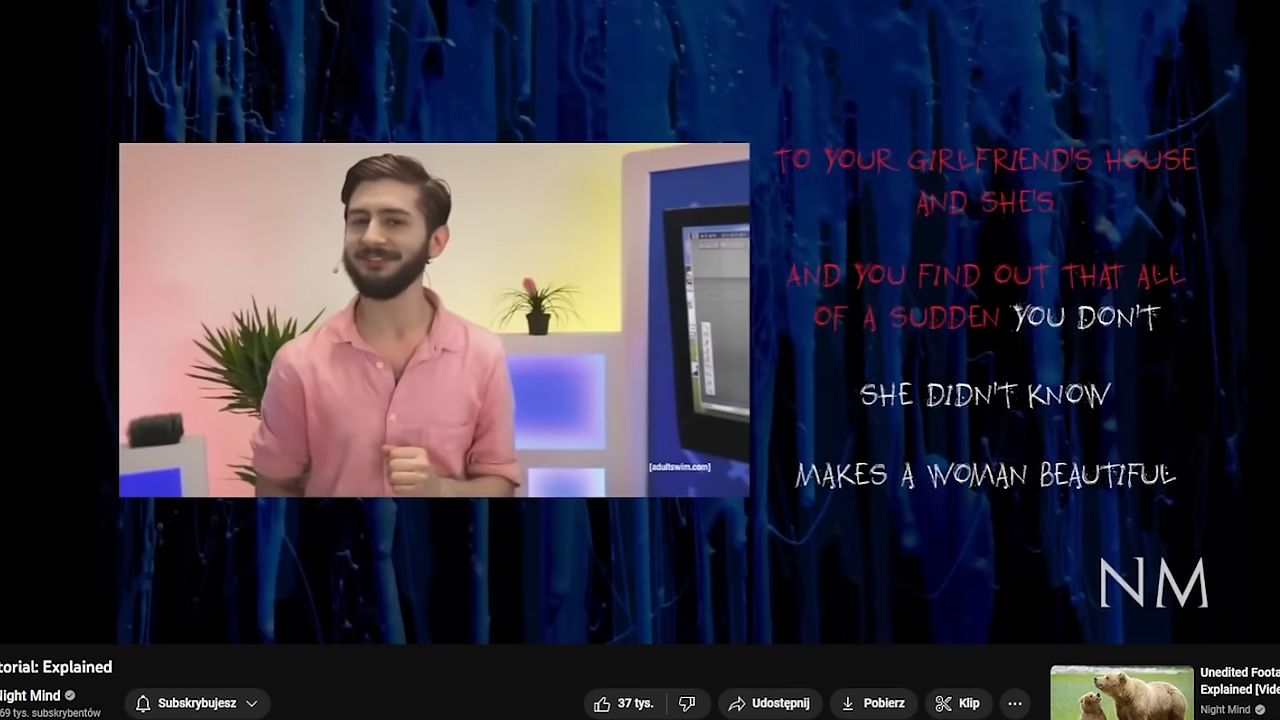 TO YOUR GIRLFRIEND'S HOUSE
AND SHE'S
AND YOU FIND OUT THAT ALL
OF A SUDDEN YOU DON'T
SHE DIDN'T KNOW
MAKES A WOMAN BEAUTIFUL
[adultswim.com]
NM
torial: Explained
Night Mind
69 tys. subskrybentów
Subskrybujesz
37 tys.
Udostępnij
Pobierz
Klip
Unedited Foota
Explained [Vide
Night Mind